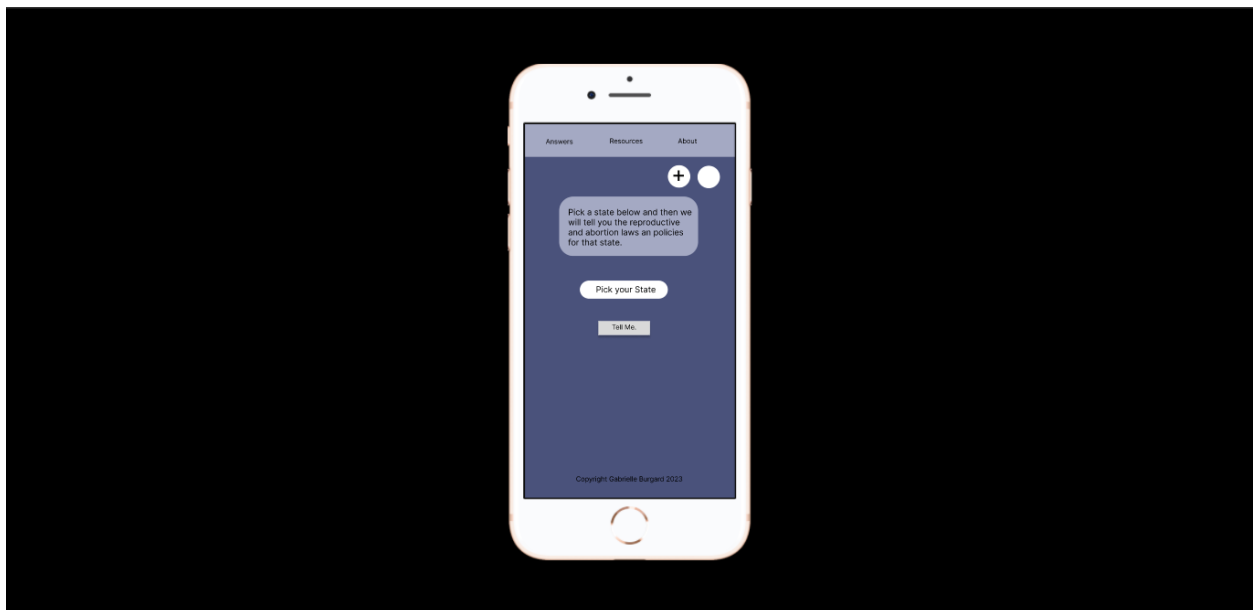 Answers Resources About
+
Pick a state below and then we
will tell you the reproductive
and abortion laws an policies
for that state.
Pick your State
Tell Me.
Copyright Gabrielle Burgard 2023